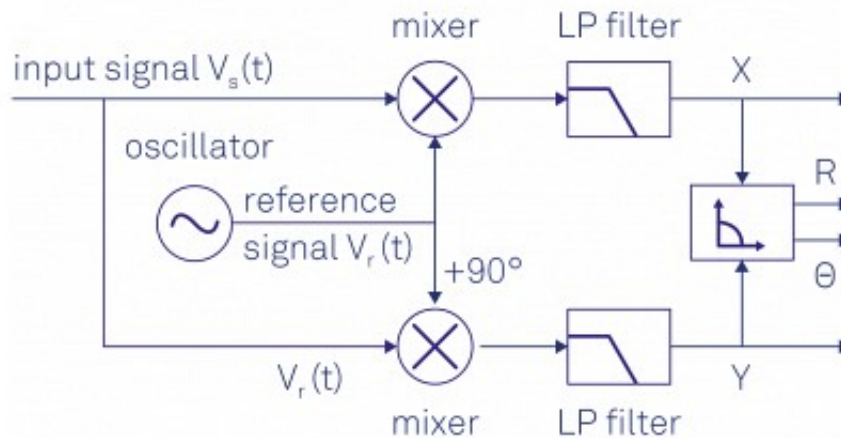 mixer
LP filter
input signal Vs(t)
X
oscillator
reference
signal Vr(t)
R
Θ
+90°
Vr(t)
Y
mixer
LP filter